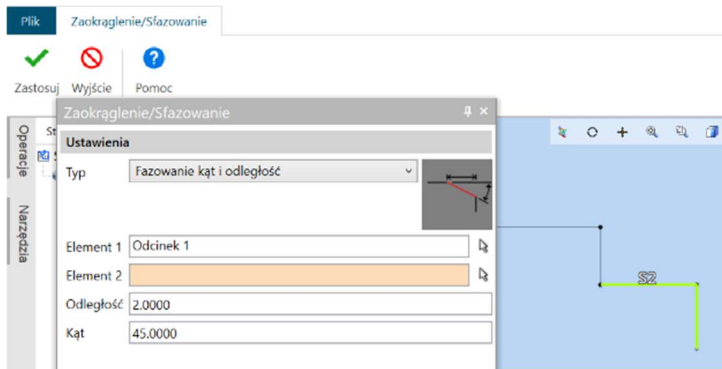 Plik Zaokrąglenie/Sfazowanie
Zastosuj Wyjście Pomoc
Zaokrąglenie/Sfazowanie
Operacje
Narzędzia
St
Ustawienia
Typ Fazowanie kąt i odległość
Element 1 Odcinek 1
Element 2
Odległość 2.0000
Kąt 45.0000
S2